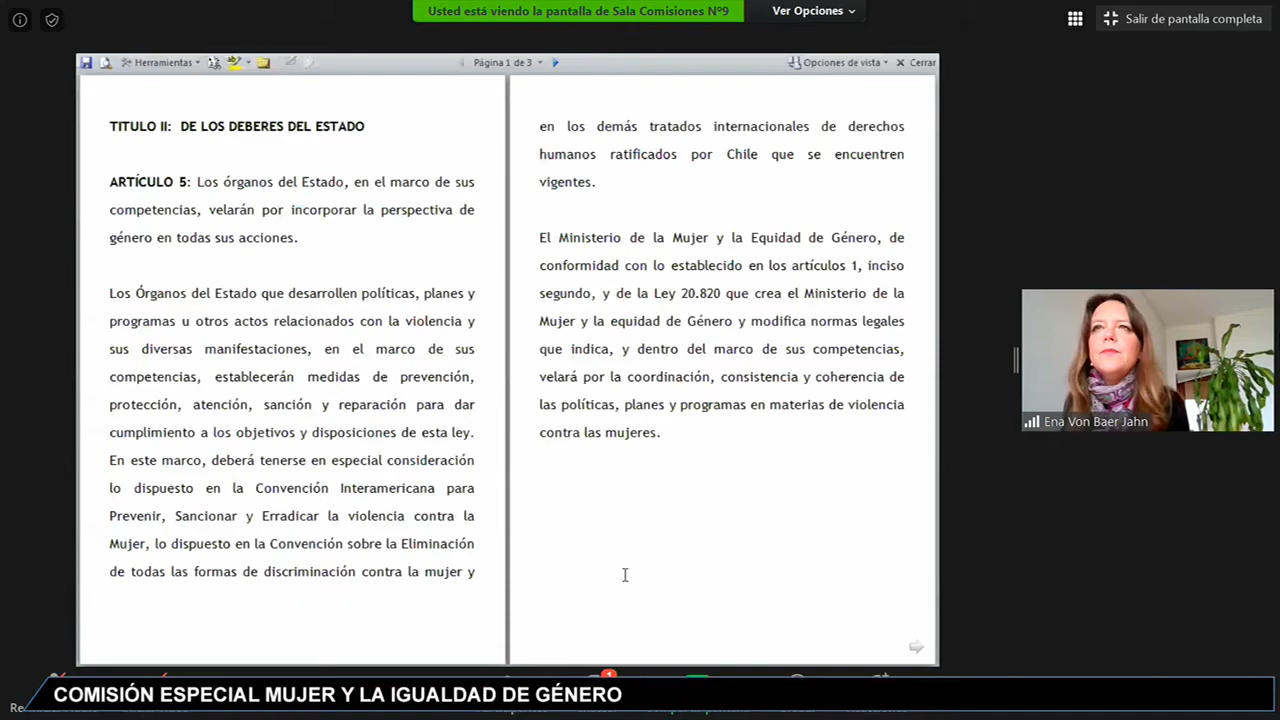 Usted está viendo la pantalla de Sala Comisiones Nº9
Ver Opciones
Salir de pantalla completa
Herramientas
Página 1 de 3
Opciones de vista
Cerrar
TITULO II: DE LOS DEBERES DEL ESTADO
ARTÍCULO 5: Los órganos del Estado, en el marco de sus
competencias, velarán por incorporar la perspectiva de
género en todas sus acciones.
Los Órganos del Estado que desarrollen políticas, planes y
programas u otros actos relacionados con la violencia y
sus diversas manifestaciones, en el marco de sus
competencias, establecerán medidas de prevención,
protección, atención, sanción y reparación para dar
cumplimiento a los objetivos y disposiciones de esta ley.
En este marco, deberá tenerse en especial consideración
lo dispuesto en la Convención Interamericana para
Prevenir, Sancionar y Erradicar la violencia contra la
Mujer, lo dispuesto en la Convención sobre la Eliminación
de todas las formas de discriminación contra la mujer y
en los demás tratados internacionales de derechos
humanos ratificados por Chile que se encuentren
vigentes.
El Ministerio de la Mujer y la Equidad de Género, de
conformidad con lo establecido en los artículos 1, inciso
segundo, y de la Ley 20.820 que crea el Ministerio de la
Mujer y la equidad de Género y modifica normas legales
que indica, y dentro del marco de sus competencias,
velará por la coordinación, consistencia y coherencia de
las políticas, planes y programas en materias de violencia
contra las mujeres.
Ena Von Baer Jahn
1
COMISIÓN ESPECIAL MUJER Y LA IGUALDAD DE GÉNERO